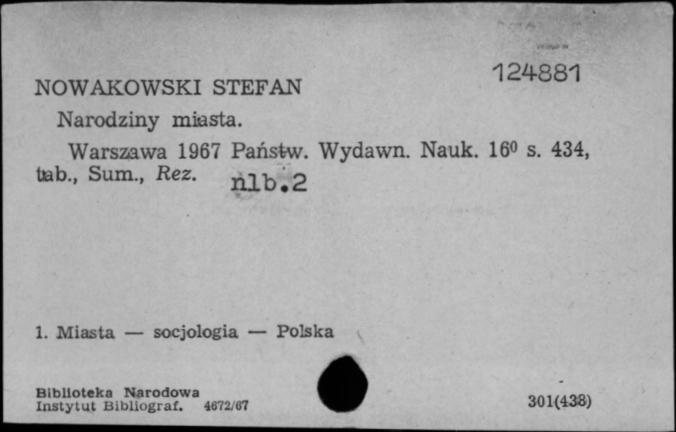 124881
NOWAKOWSKI STEFAN
Narodziny miasta.
Warszawa 1967 Państw. Wydawn. Nauk. 16⁰ s. 434,
tab., Sum., Rez. nlb.2
1. Miasta — socjologia — Polska
Biblioteka Narodowa
Instytut Bibliograf. 4672/67
301(438)